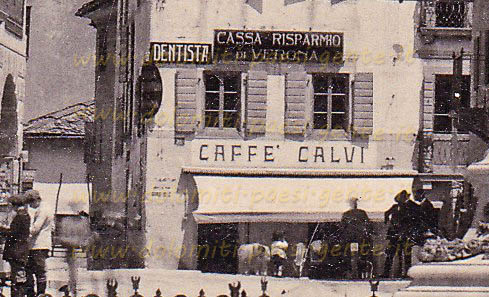 CASSA · RISPARMIO
DI VERONA
DENTISTA
CAFFE' CALVI